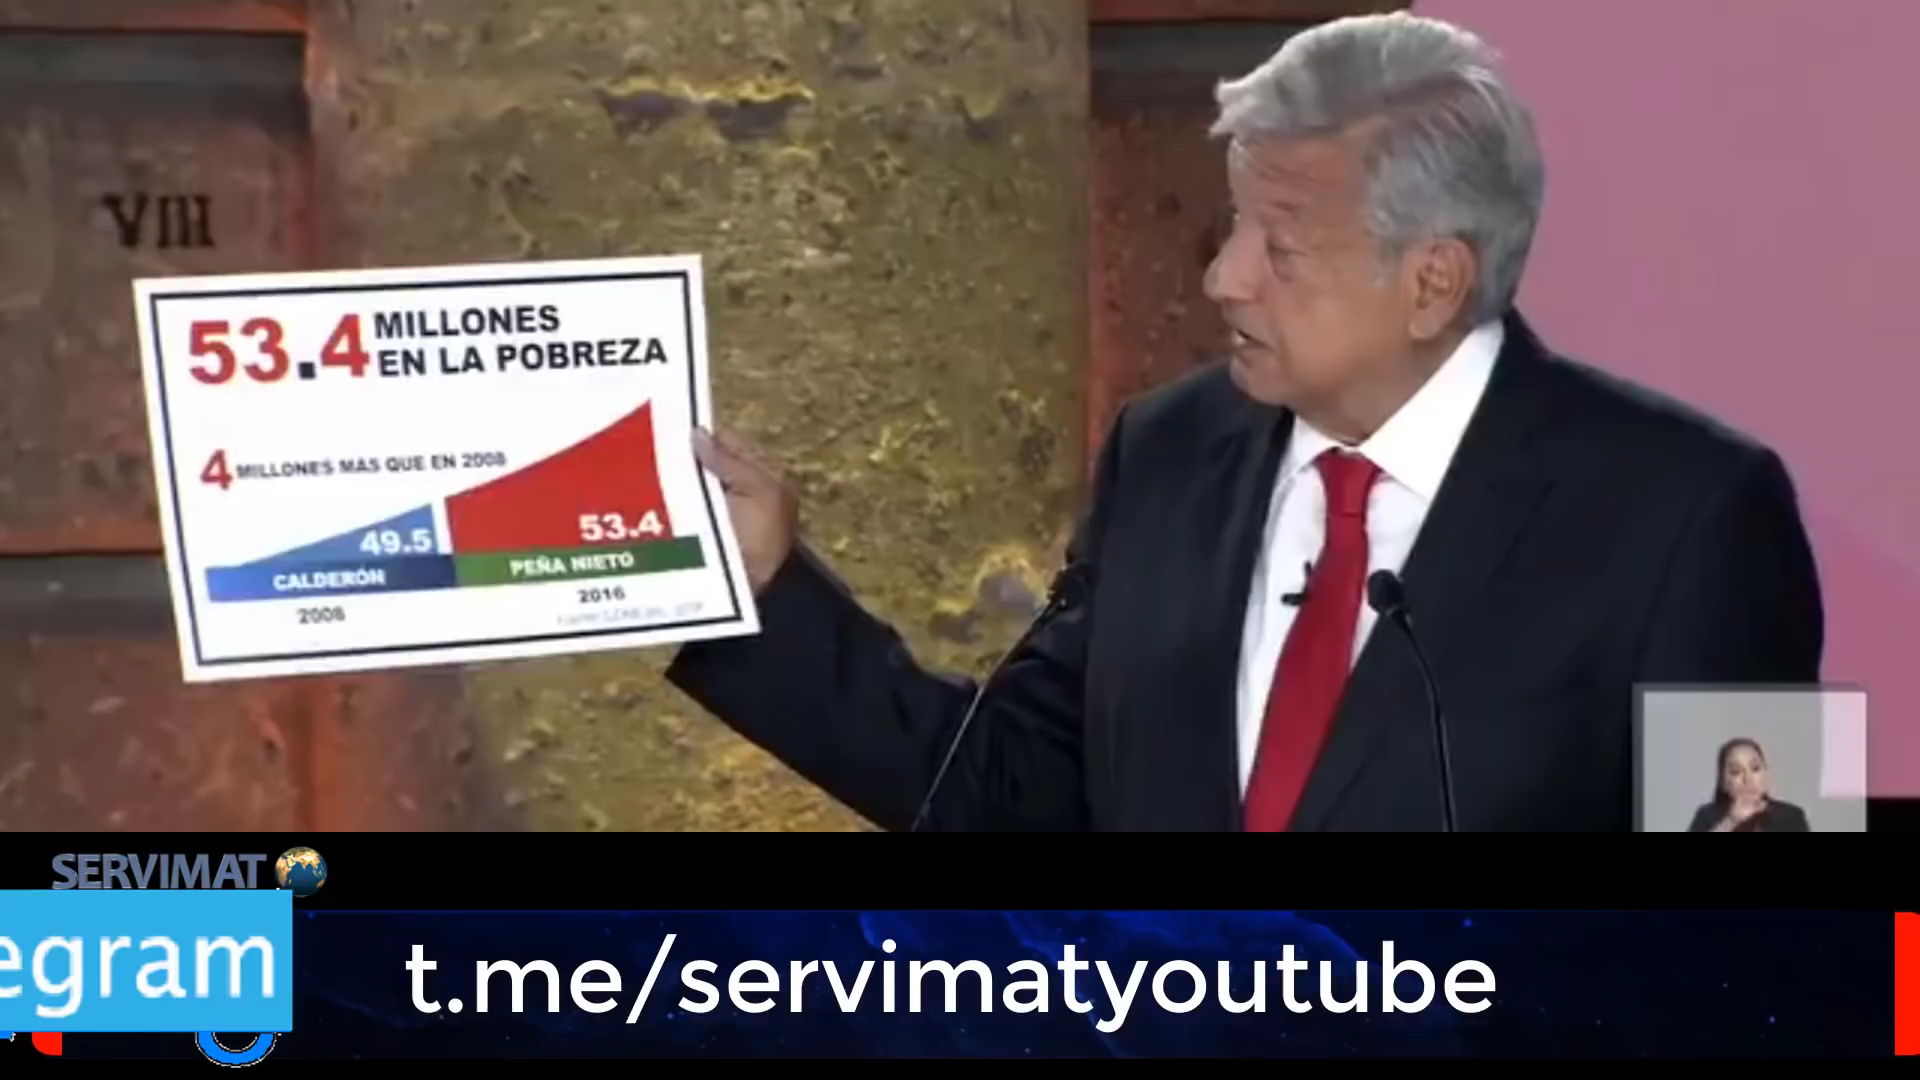 VIII
53.4 MILLONES
EN LA POBREZA
4 MILLONES MAS QUE EN 2008
49.5
53.4
CALDERÓN
PEÑA NIETO
2008
2016
SERVIMAT
egram
t.me/servimatyoutube